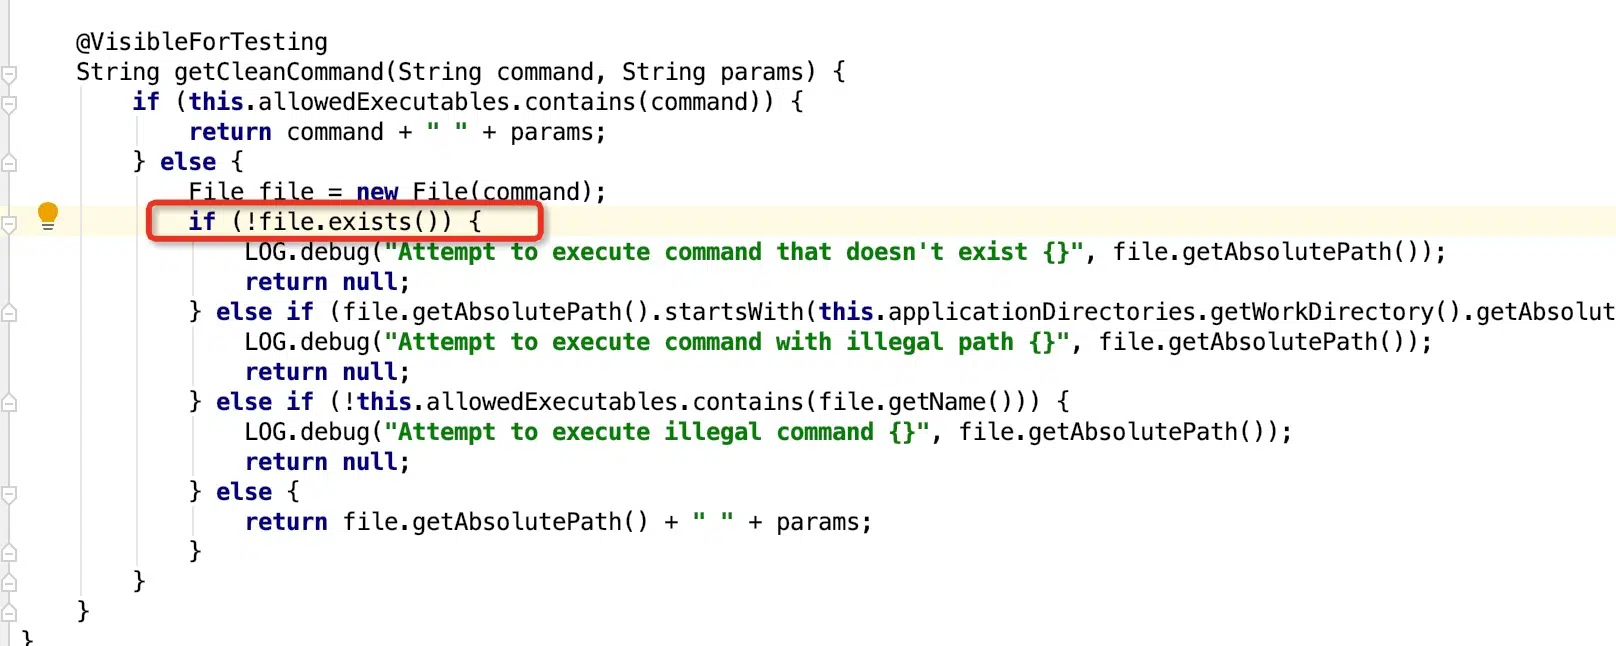 @VisibleForTesting
String getCleanCommand(String command, String params) {
if (this.allowedExecutables.contains(command)) {
return command + " " + params;
} else {
File file = new File(command);
if (!file.exists()) {
LOG.debug("Attempt to execute command that doesn't exist {}", file.getAbsolutePath());
return null;
} else if (file.getAbsolutePath().startsWith(this.applicationDirectories.getWorkDirectory().getAbsolut
LOG.debug("Attempt to execute command with illegal path {}", file.getAbsolutePath());
return null;
} else if (!this.allowedExecutables.contains(file.getName())) {
LOG.debug("Attempt to execute illegal command {}", file.getAbsolutePath());
return null;
} else {
return file.getAbsolutePath() + " " + params;
}
}
}
}